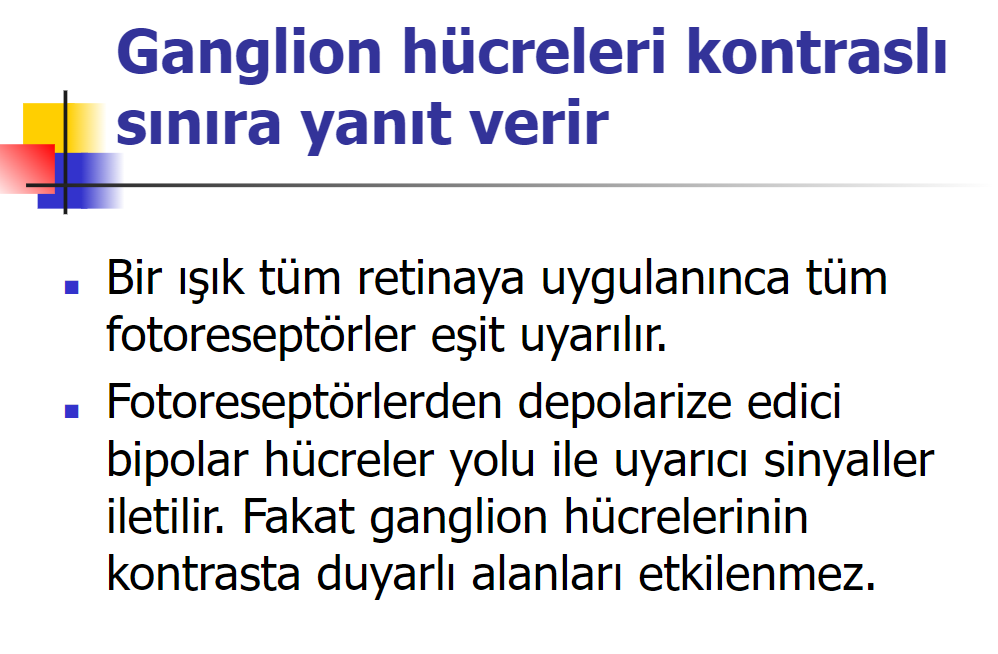 Ganglion hücreleri kontraslı
sınıra yanıt verir
Bir ışık tüm retinaya uygulanınca tüm
fotoreseptörler eşit uyarılır.
Fotoreseptörlerden depolarize edici
bipolar hücreler yolu ile uyarıcı sinyaller
iletilir. Fakat ganglion hücrelerinin
kontrasta duyarlı alanları etkilenmez.